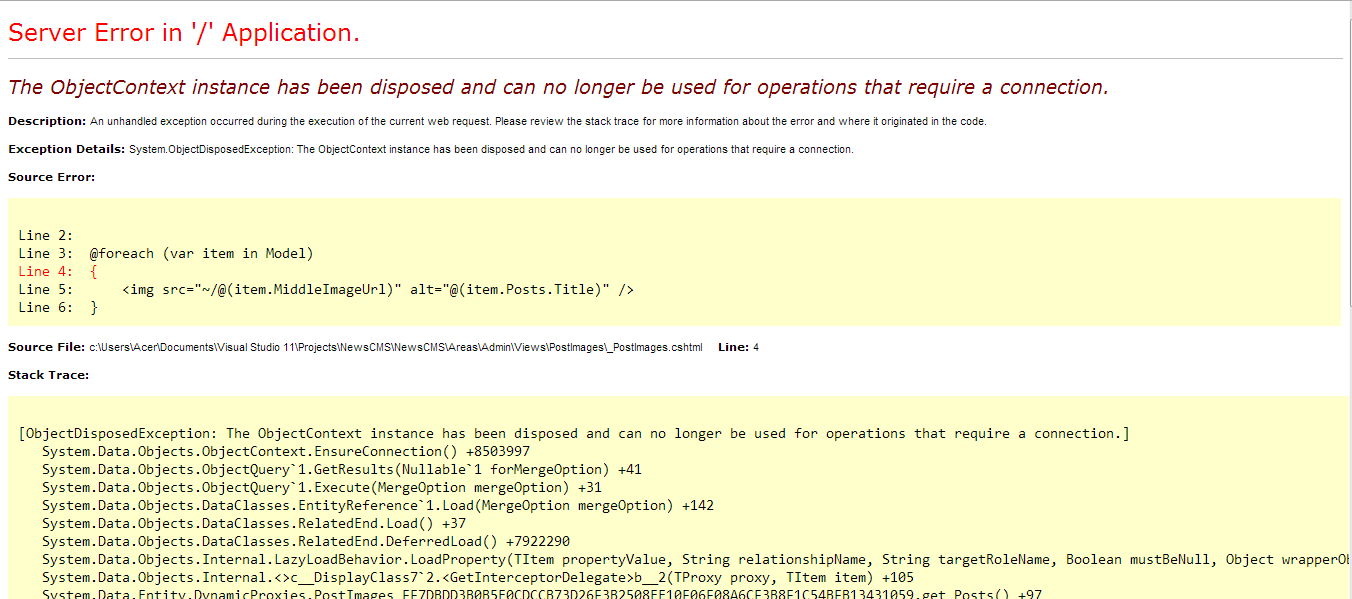 Server Error in '/' Application.
The ObjectContext instance has been disposed and can no longer be used for operations that require a connection.
Description: An unhandled exception occurred during the execution of the current web request. Please review the stack trace for more information about the error and where it originated in the code.
Exception Details: System.ObjectDisposedException: The ObjectContext instance has been disposed and can no longer be used for operations that require a connection.
Source Error:
Line 2:
Line 3:  @foreach (var item in Model)
Line 4:  {
Line 5:      <img src="~/@(item.MiddleImageUrl)" alt="@(item.Posts.Title)" />
Line 6:  }
Source File: c:\Users\Acer\Documents\Visual Studio 11\Projects\NewsCMS\NewsCMS\Areas\Admin\Views\PostImages\_PostImages.cshtml    Line: 4
Stack Trace:
[ObjectDisposedException: The ObjectContext instance has been disposed and can no longer be used for operations that require a connection.]
System.Data.Objects.ObjectContext.EnsureConnection() +8503997
System.Data.Objects.ObjectQuery`1.GetResults(Nullable`1 forMergeOption) +41
System.Data.Objects.ObjectQuery`1.Execute(MergeOption mergeOption) +31
System.Data.Objects.DataClasses.EntityReference`1.Load(MergeOption mergeOption) +142
System.Data.Objects.DataClasses.RelatedEnd.Load() +37
System.Data.Objects.DataClasses.RelatedEnd.DeferredLoad() +7922290
System.Data.Objects.Internal.LazyLoadBehavior.LoadProperty(TItem propertyValue, String relationshipName, String targetRoleName, Boolean mustBeNull, Object wrapperOb
System.Data.Objects.Internal.<>c__DisplayClass7`2.<GetInterceptorDelegate>b__2(TProxy proxy, TItem item) +105
get_Posts() +97